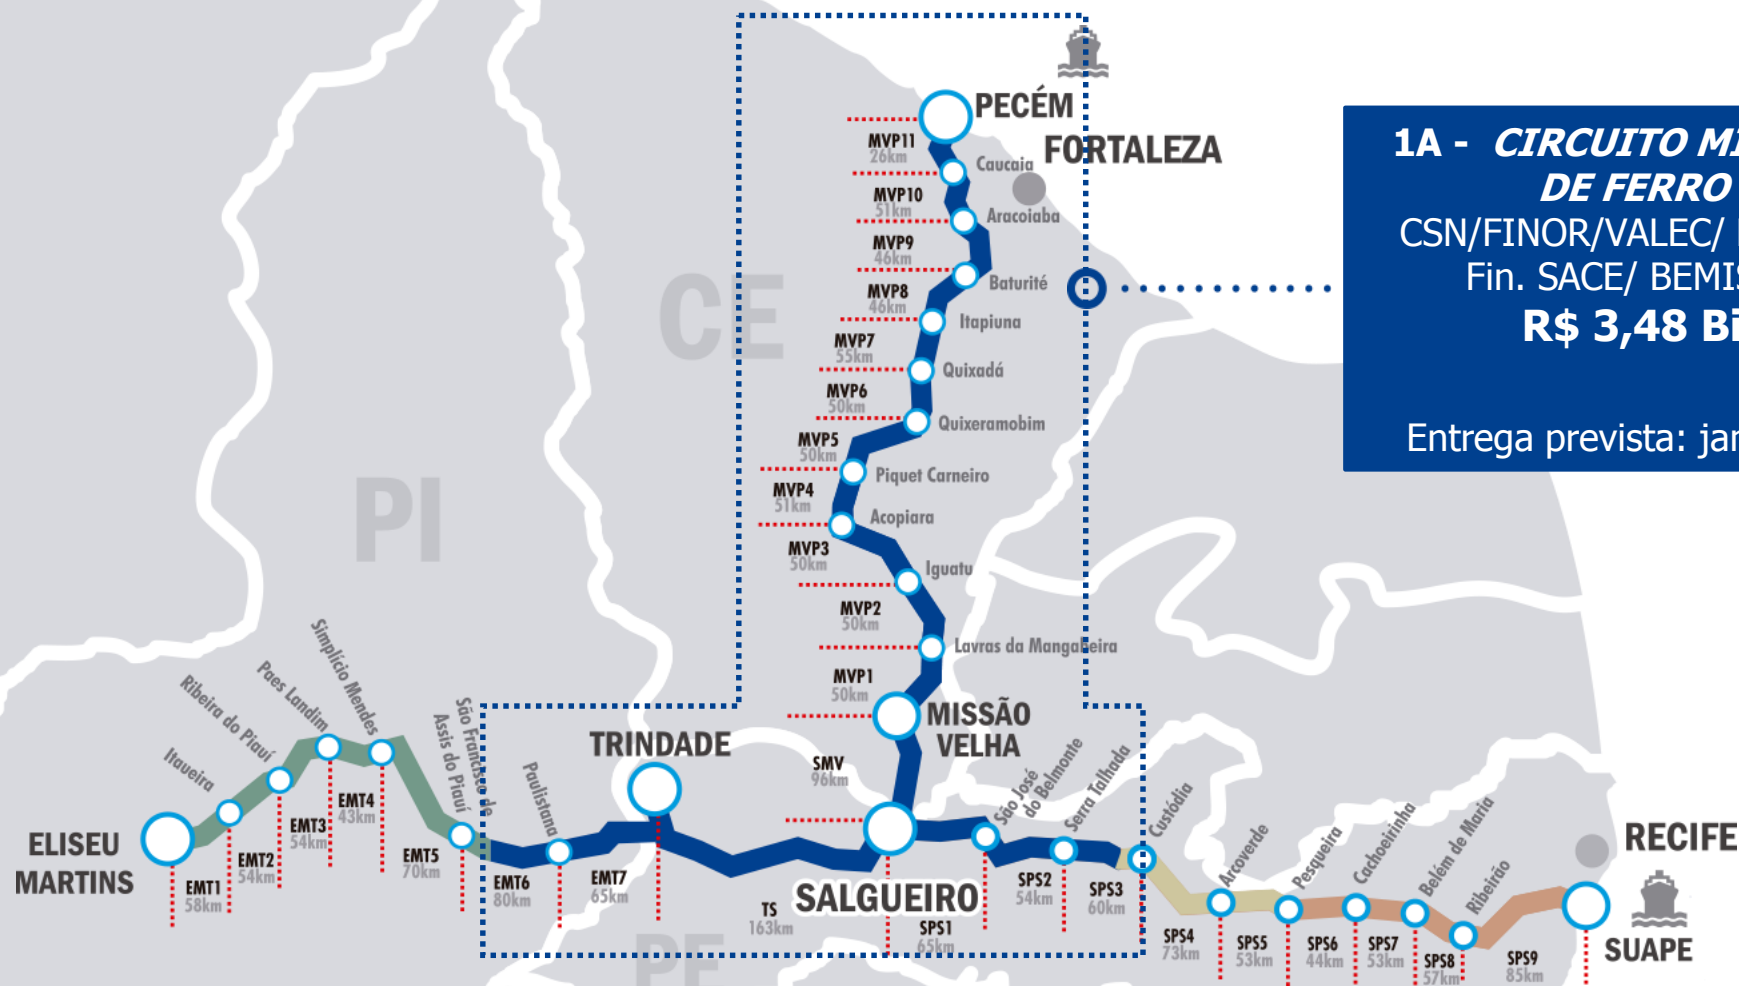 PECÉM
FORTALEZA
MVP11
26km
Caucaia
MVP10
51km
Aracoiaba
MVP9
46km
Baturité
MVP8
46km
Itapiuna
MVP7
55km
Quixadá
MVP6
50km
Quixeramobim
MVP5
50km
Piquet Carneiro
MVP4
51km
Acopiara
MVP3
50km
Iguatu
MVP2
50km
Lavras da Mangabeira
MVP1
50km
MISSÃO
VELHA
CE
PI
PE
1A - CIRCUITO MI
DE FERRO
CSN/FINOR/VALEC/
Fin. SACE/ BEMIS
R$ 3,48 Bi
Entrega prevista: jan
TRINDADE
SMV
96km
ELISEU
MARTINS
Itaueira
Ribeira do Piauí
Paes Landim
Simplício Mendes
São Francisco de
Assis do Piauí
Paulistana
EMT1
58km
EMT2
54km
EMT3
54km
EMT4
43km
EMT5
70km
EMT6
80km
EMT7
65km
TS
163km
SALGUEIRO
São José
do Belmonte
Serra Talhada
Custódia
Arcoverde
Pesqueira
Cachoeirinha
Belém de Maria
Ribeirão
SPS1
65km
SPS2
54km
SPS3
60km
SPS4
73km
SPS5
53km
SPS6
44km
SPS7
53km
SPS8
57km
SPS9
85km
RECIFE
SUAPE